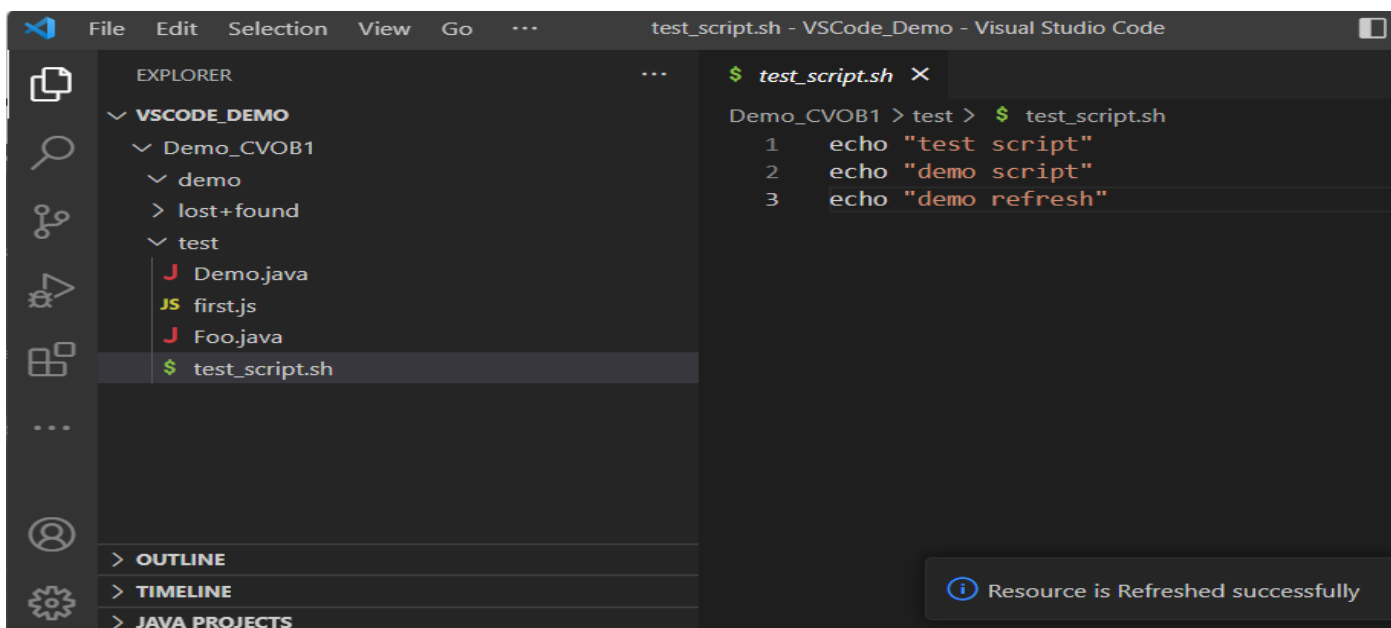 File Edit Selection View Go ··· test_script.sh - VSCode_Demo - Visual Studio Code
EXPLORER ···
VSCODE_DEMO
Demo_CVOB1
demo
lost+found
test
J Demo.java
JS first.js
J Foo.java
$ test_script.sh
OUTLINE
TIMELINE
JAVA PROJECTS
$ test_script.sh
Demo_CVOB1 > test > $ test_script.sh
1 echo "test script"
2 echo "demo script"
3 echo "demo refresh"
Resource is Refreshed successfully